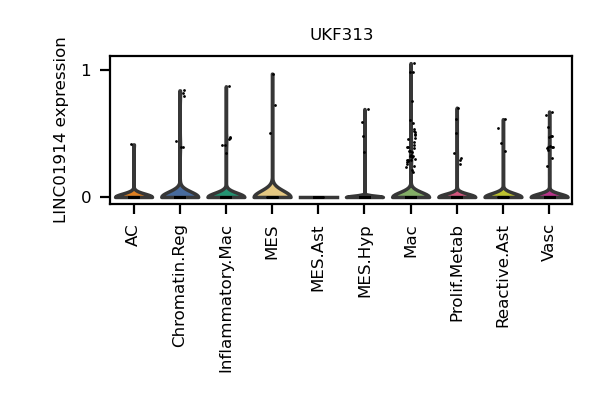 UKF313
LINC01914 expression
1
0
AC
Chromatin.Reg
Inflammatory.Mac
MES
MES.Ast
MES.Hyp
Mac
Prolif.Metab
Reactive.Ast
Vasc